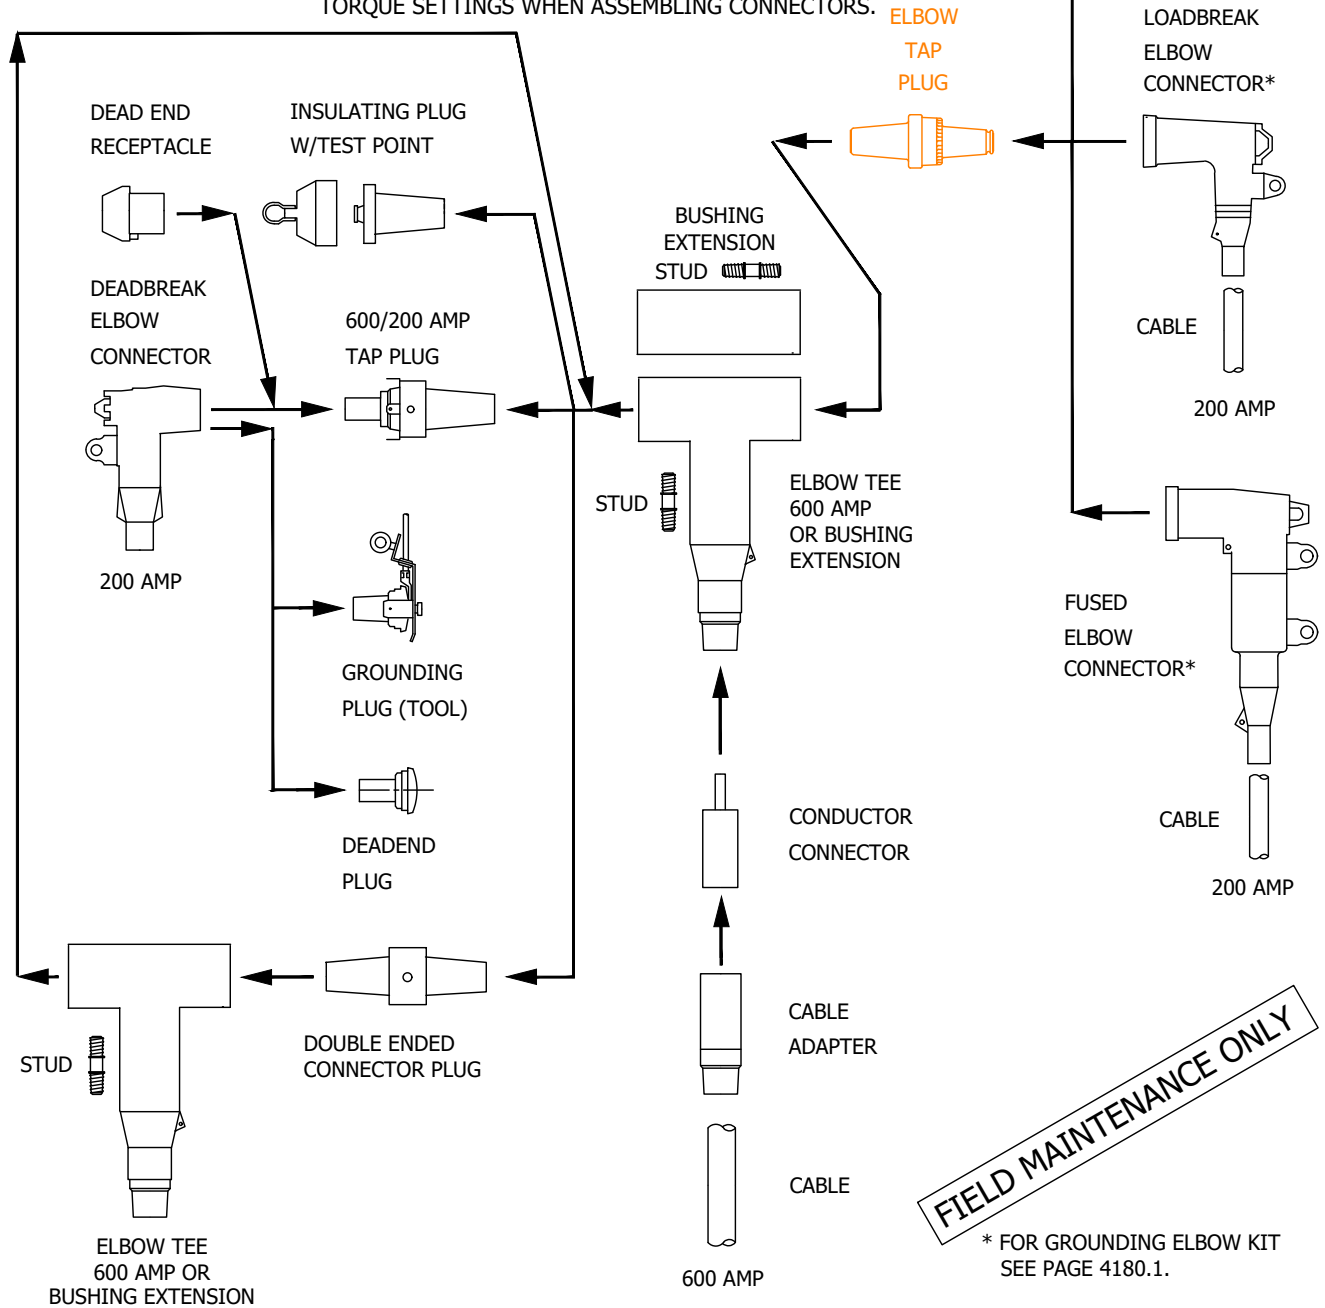 TORQUE SETTINGS WHEN ASSEMBLING CONNECTORS.
ELBOW
TAP
PLUG
LOADBREAK
ELBOW
CONNECTOR*
DEAD END
RECEPTACLE
INSULATING PLUG
W/TEST POINT
BUSHING
EXTENSION
STUD
DEADBREAK
ELBOW
CONNECTOR
600/200 AMP
TAP PLUG
CABLE
200 AMP
STUD
ELBOW TEE
600 AMP
OR BUSHING
EXTENSION
200 AMP
FUSED
ELBOW
CONNECTOR*
GROUNDING
PLUG (TOOL)
CONDUCTOR
CONNECTOR
CABLE
DEADEND
PLUG
200 AMP
CABLE
ADAPTER
DOUBLE ENDED
CONNECTOR PLUG
STUD
FIELD MAINTENANCE ONLY
CABLE
ELBOW TEE
600 AMP OR
BUSHING EXTENSION
600 AMP
* FOR GROUNDING ELBOW KIT
SEE PAGE 4180.1.